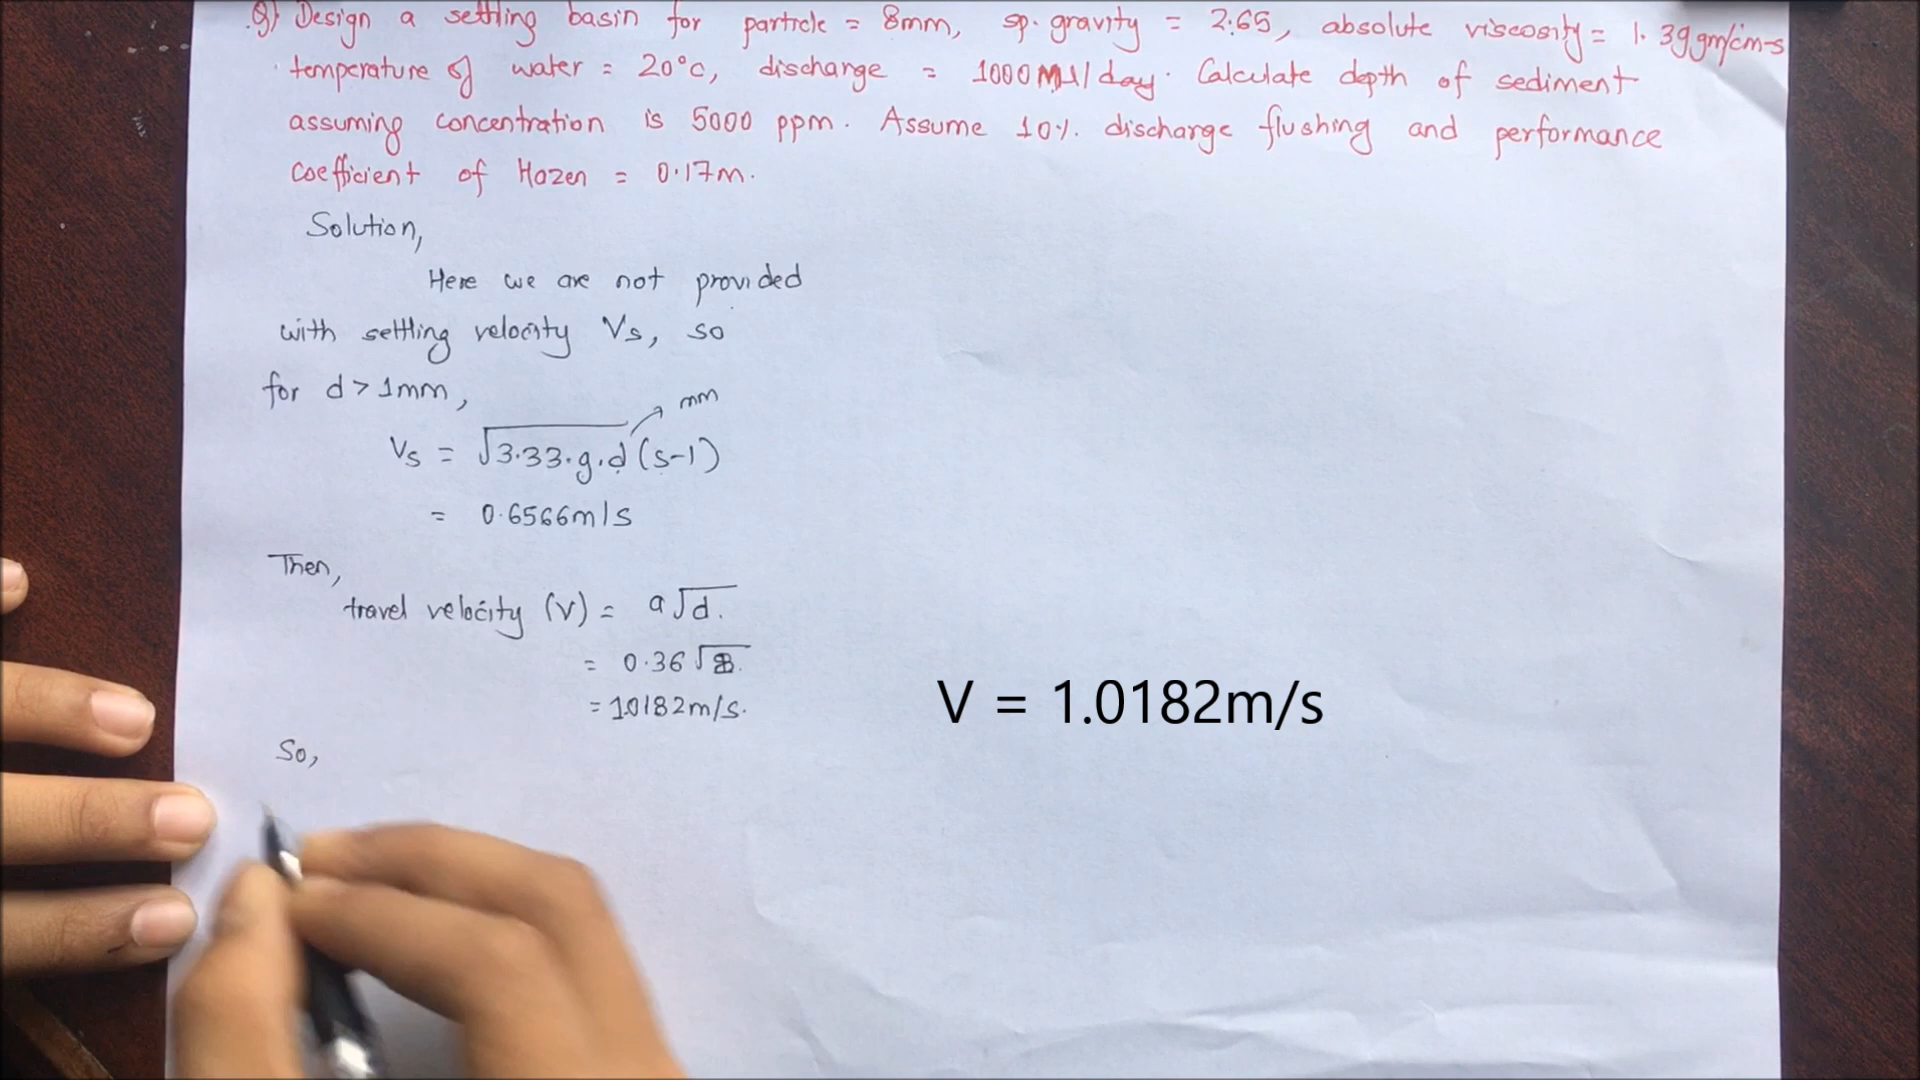 Q) Design a settling basin for particle = 8mm, sp. gravity = 2.65, absolute viscosity = 1.39gm/cm-s
temperature of water = 20°C, discharge = 1000 Ml/day. Calculate depth of sediment
assuming concentration is 5000 ppm. Assume 10% discharge flushing and performance
coefficient of Hazen = 0.17m.
Solution,
Here we are not provided
with settling velocity Vs, so
for d > 1mm,
mm
Vs = √3.33.g.d (s-1)
= 0.6566m/s
Then,
travel velocity (V) = a√d.
= 0.36 √8.
= 1.0182m/s.
V = 1.0182m/s
So,